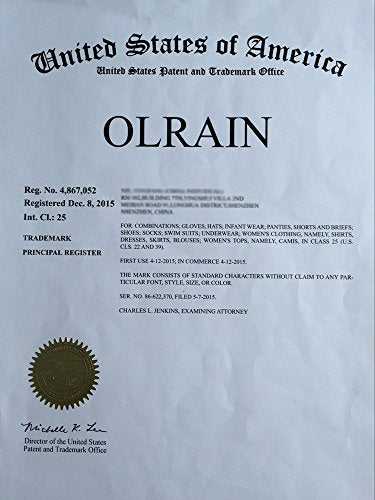 United States of America
United States Patent and Trademark Office
OLRAIN
Reg. No. 4,867,052
Registered Dec. 8, 2015
Int. Cl.: 25
TRADEMARK
PRINCIPAL REGISTER
SHENZHEN, CHINA
FOR: COMBINATIONS; GLOVES; HATS, INFANT WEAR; PANTIES, SHORTS AND BRIEFS;
SHOES, SOCKS; SWIM SUITS; UNDERWEAR; WOMEN'S CLOTHING, NAMELY, SHIRTS,
DRESSES, SKIRTS, BLOUSES; WOMEN'S TOPS, NAMELY, CAMIS, IN CLASS 25 (U.S.
CLS. 22 AND 39).
FIRST USE 4-12-2015; IN COMMERCE 4-12-2015.
THE MARK CONSISTS OF STANDARD CHARACTERS WITHOUT CLAIM TO ANY PAR-
TICULAR FONT, STYLE, SIZE, OR COLOR.
SER. NO. 86-622,370, FILED 5-7-2015.
CHARLES L. JENKINS, EXAMINING ATTORNEY
Michelle K. Lee
Director of the United States
Patent and Trademark Office